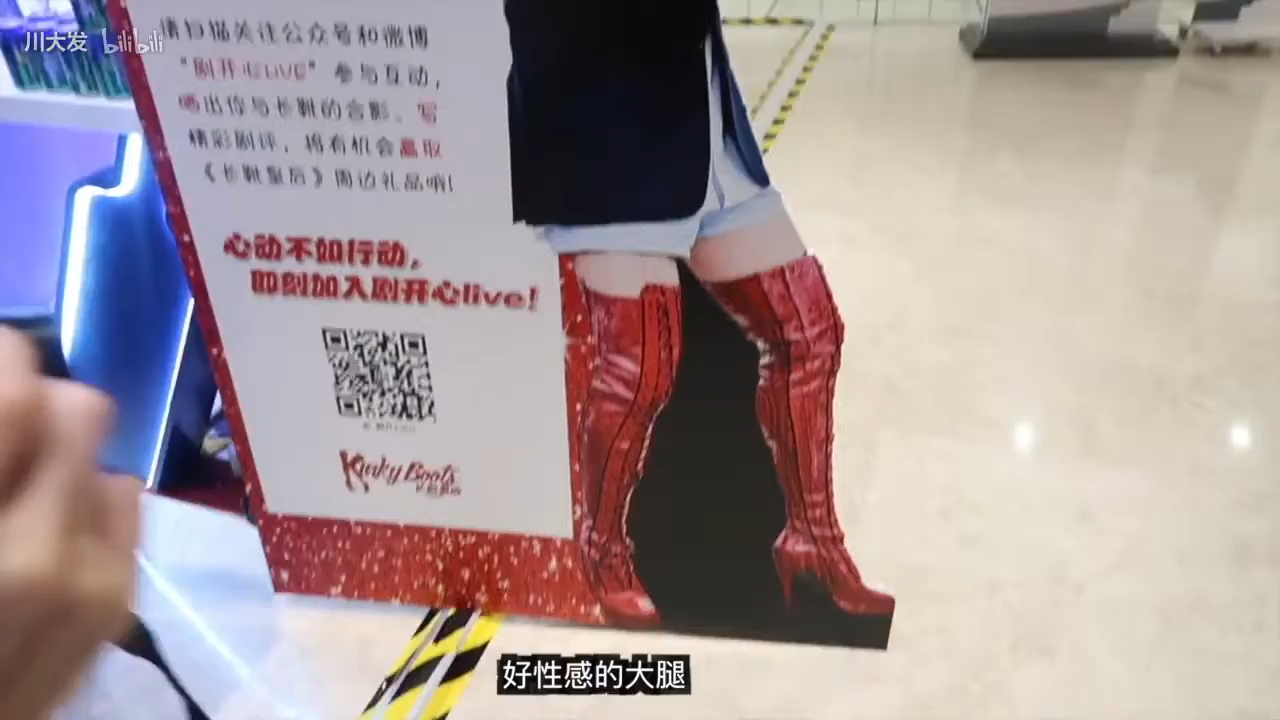 川大发 bilibili
请扫描关注公众号和微博
“剧开心LIVE”参与互动，
晒出你与长靴的合影、写
精彩剧评，将有机会赢取
《长靴皇后》周边礼品哦！
心动不如行动，
即刻加入剧开心live！
Kinky Boots
好性感的大腿